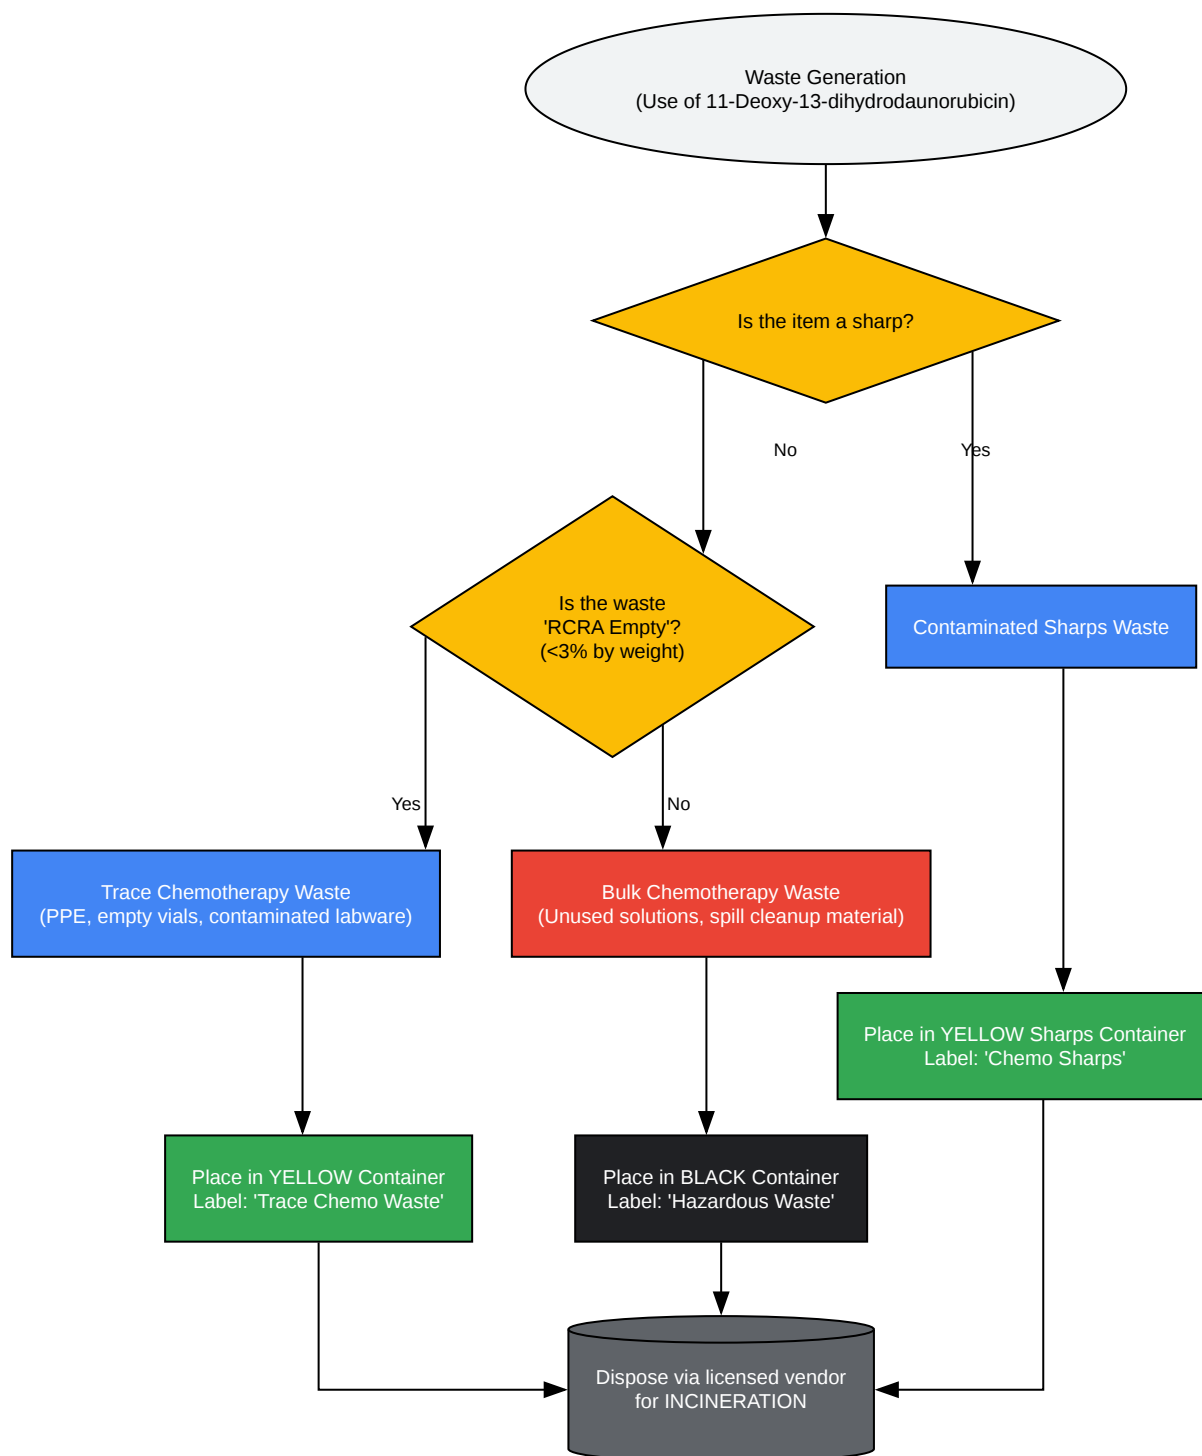 Waste Generation
(Use of 11-Deoxy-13-dihydrodaunorubicin)
Is the item a sharp?
No
Yes
Is the waste
'RCRA Empty'?
(<3% by weight)
Contaminated Sharps Waste
Yes
No
Trace Chemotherapy Waste
(PPE, empty vials, contaminated labware)
Bulk Chemotherapy Waste
(Unused solutions, spill cleanup material)
Place in YELLOW Sharps Container
Label: 'Chemo Sharps'
Place in YELLOW Container
Label: 'Trace Chemo Waste'
Place in BLACK Container
Label: 'Hazardous Waste'
Dispose via licensed vendor
for INCINERATION